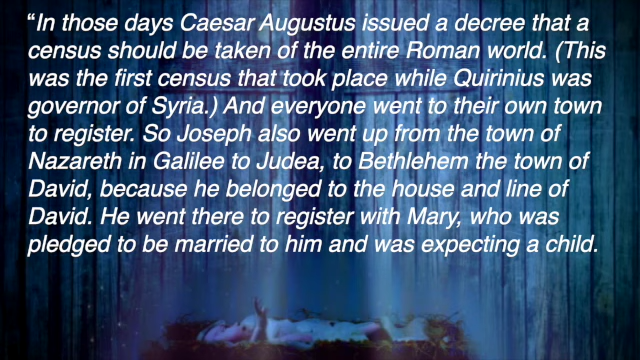 “In those days Caesar Augustus issued a decree that a
census should be taken of the entire Roman world. (This
was the first census that took place while Quirinius was
governor of Syria.) And everyone went to their own town
to register. So Joseph also went up from the town of
Nazareth in Galilee to Judea, to Bethlehem the town of
David, because he belonged to the house and line of
David. He went there to register with Mary, who was
pledged to be married to him and was expecting a child.